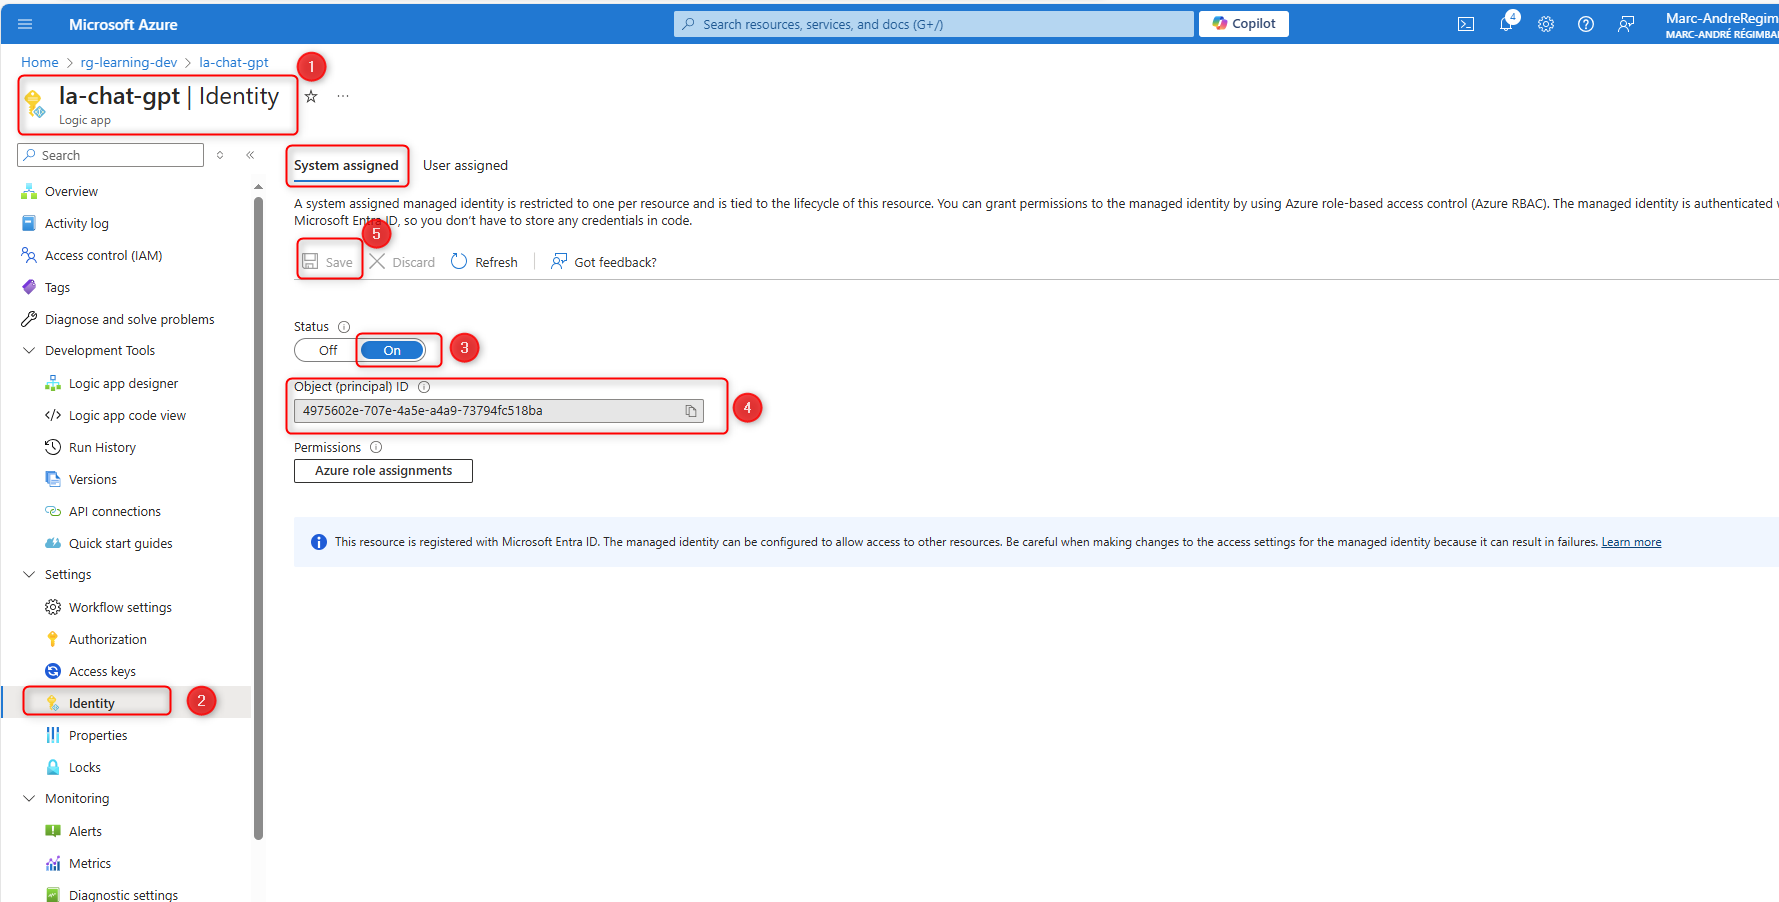 Microsoft Azure
Search resources, services, and docs (G+/)
Copilot
4
Marc-AndreRegim
MARC-ANDRÉ RÉGIMBA
Home > rg-learning-dev > la-chat-gpt
1
la-chat-gpt | Identity
Logic app
Search
Overview
Activity log
Access control (IAM)
Tags
Diagnose and solve problems
Development Tools
Logic app designer
Logic app code view
Run History
Versions
API connections
Quick start guides
Settings
Workflow settings
Authorization
Access keys
Identity
2
Properties
Locks
Monitoring
Alerts
Metrics
Diagnostic settings
System assigned
User assigned
A system assigned managed identity is restricted to one per resource and is tied to the lifecycle of this resource. You can grant permissions to the managed identity by using Azure role-based access control (Azure RBAC). The managed identity is authenticated
Microsoft Entra ID, so you don't have to store any credentials in code.
5
Save
Discard
Refresh
Got feedback?
Status
Off
On
3
Object (principal) ID
4975602e-707e-4a5e-a4a9-73794fc518ba
4
Permissions
Azure role assignments
This resource is registered with Microsoft Entra ID. The managed identity can be configured to allow access to other resources. Be careful when making changes to the access settings for the managed identity because it can result in failures. Learn more